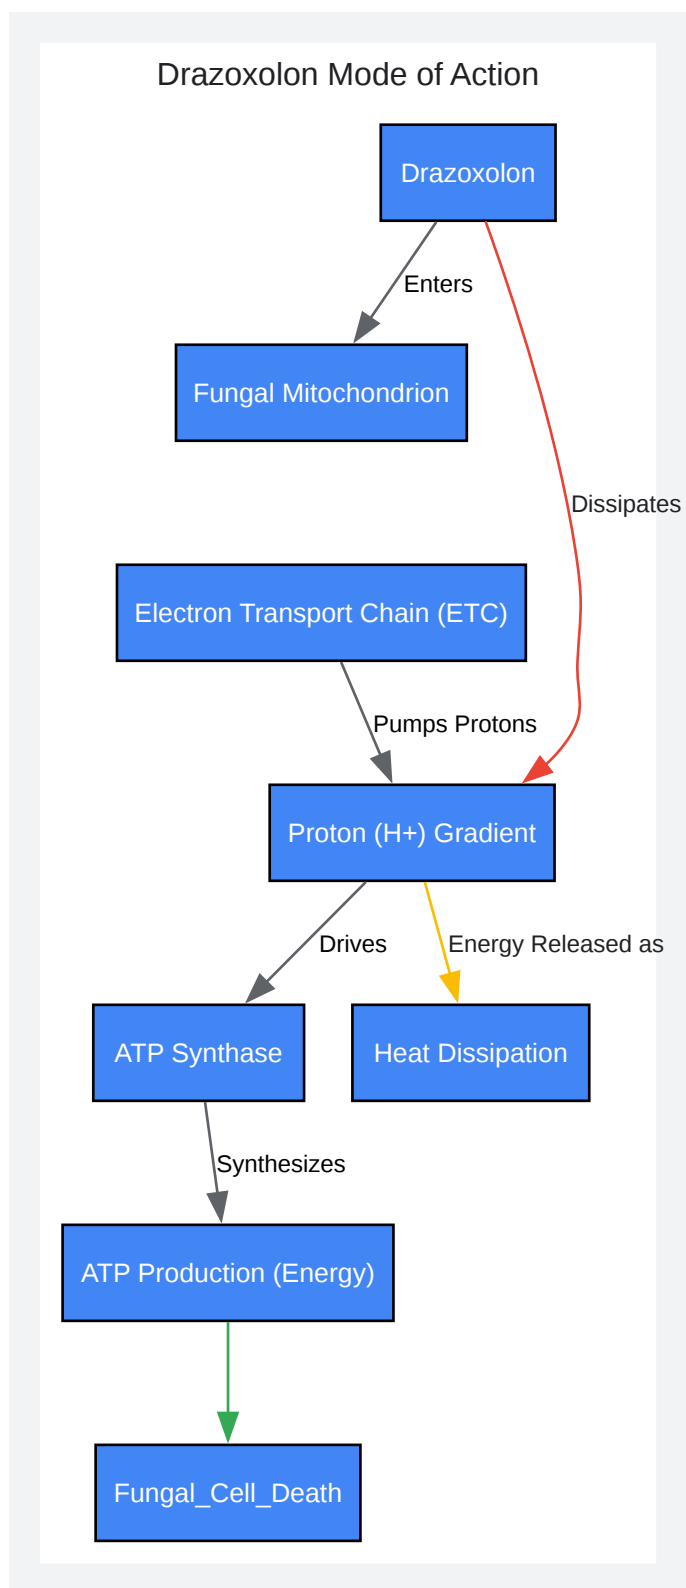 Drazoxolon Mode of Action
Drazoxolon
Enters
Fungal Mitochondrion
Dissipates
Electron Transport Chain (ETC)
Pumps Protons
Proton (H+) Gradient
Drives
Energy Released as
ATP Synthase
Heat Dissipation
Synthesizes
ATP Production (Energy)
Fungal_Cell_Death